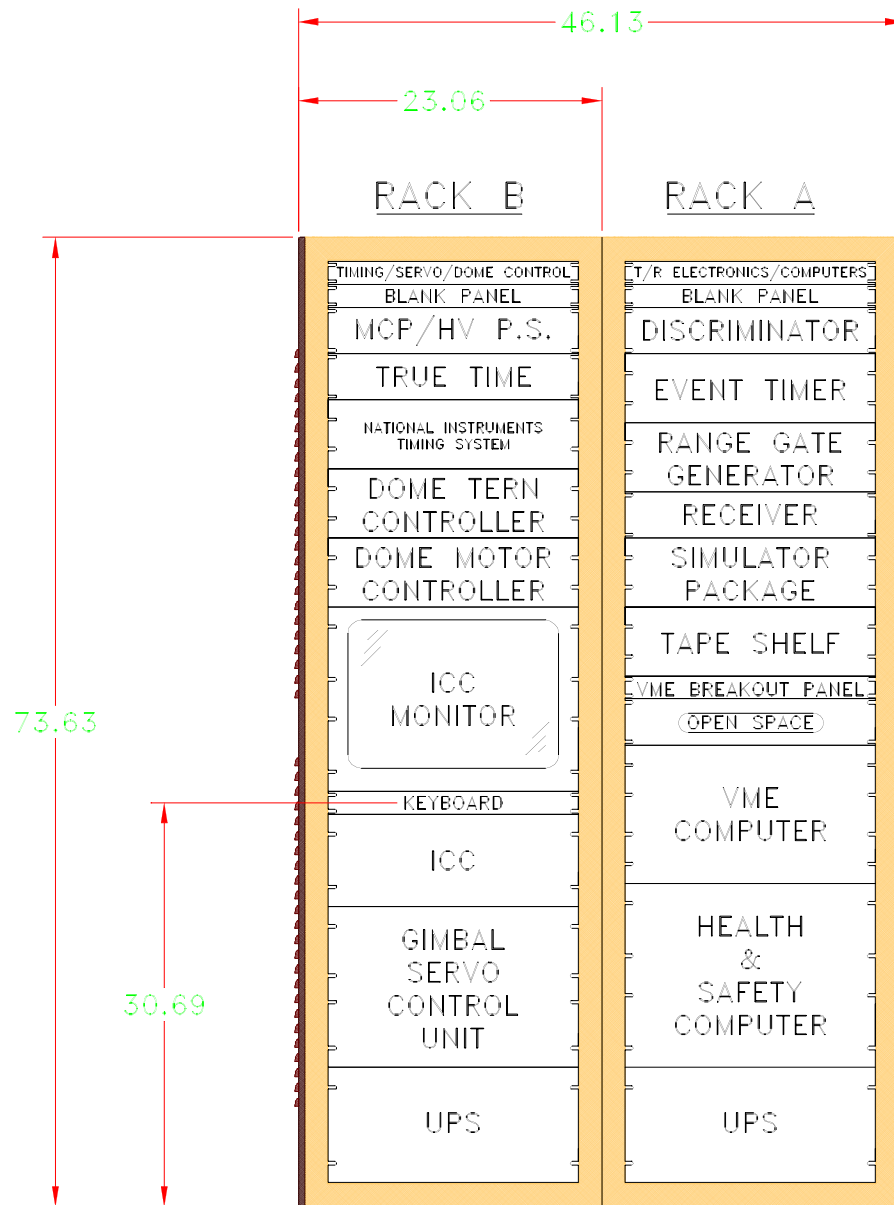 46.13
23.06
RACK B
RACK A
TIMING/SERVO/DOME CONTROL
BLANK PANEL
MCP/HV P.S.
TRUE TIME
NATIONAL INSTRUMENTS
TIMING SYSTEM
DOME TERN
CONTROLLER
DOME MOTOR
CONTROLLER
ICC
MONITOR
KEYBOARD
ICC
GIMBAL
SERVO
CONTROL
UNIT
UPS
T/R ELECTRONICS/COMPUTERS
BLANK PANEL
DISCRIMINATOR
EVENT TIMER
RANGE GATE
GENERATOR
RECEIVER
SIMULATOR
PACKAGE
TAPE SHELF
VME BREAKOUT PANEL
OPEN SPACE
VME
COMPUTER
HEALTH
&
SAFETY
COMPUTER
UPS
73.63
30.69